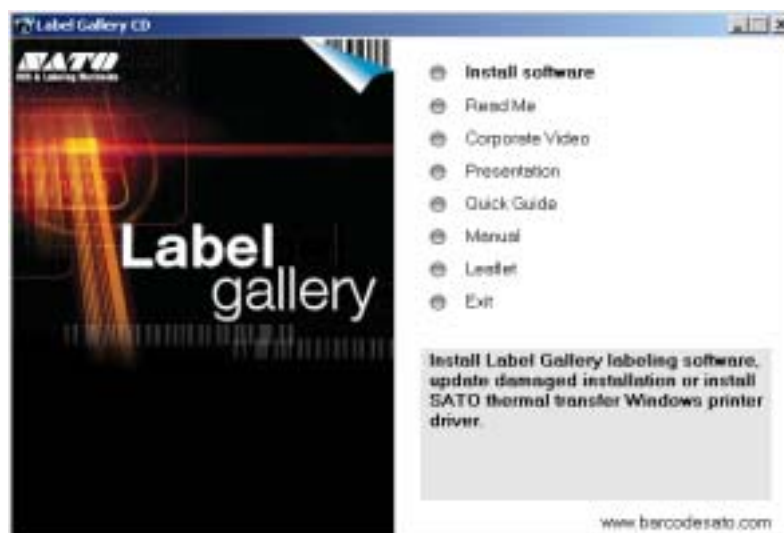 Label Gallery CD
SATO
Label
gallery
Install software
Read Me
Corporate Video
Presentation
Quick Guide
Manual
Leaflet
Exit
Install Label Gallery labeling software,
update damaged installation or install
SATO thermal transfer Windows printer
driver.
www.barcodesato.com